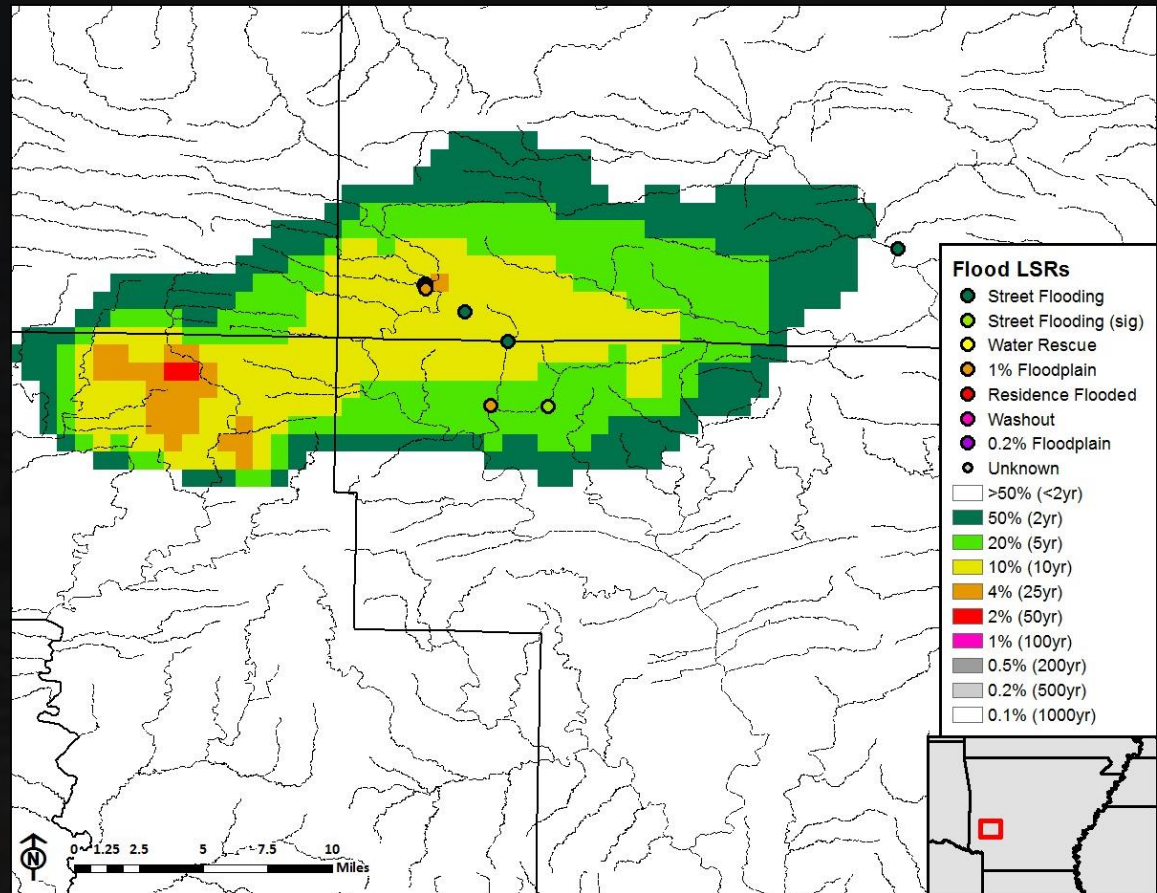 Flood LSRs
Street Flooding
Street Flooding (sig)
Water Rescue
1% Floodplain
Residence Flooded
Washout
0.2% Floodplain
Unknown
>50% (<2yr)
50% (2yr)
20% (5yr)
10% (10yr)
4% (25yr)
2% (50yr)
1% (100yr)
0.5% (200yr)
0.2% (500yr)
0.1% (1000yr)
N
0 1.25 2.5 5 7.5 10
Miles